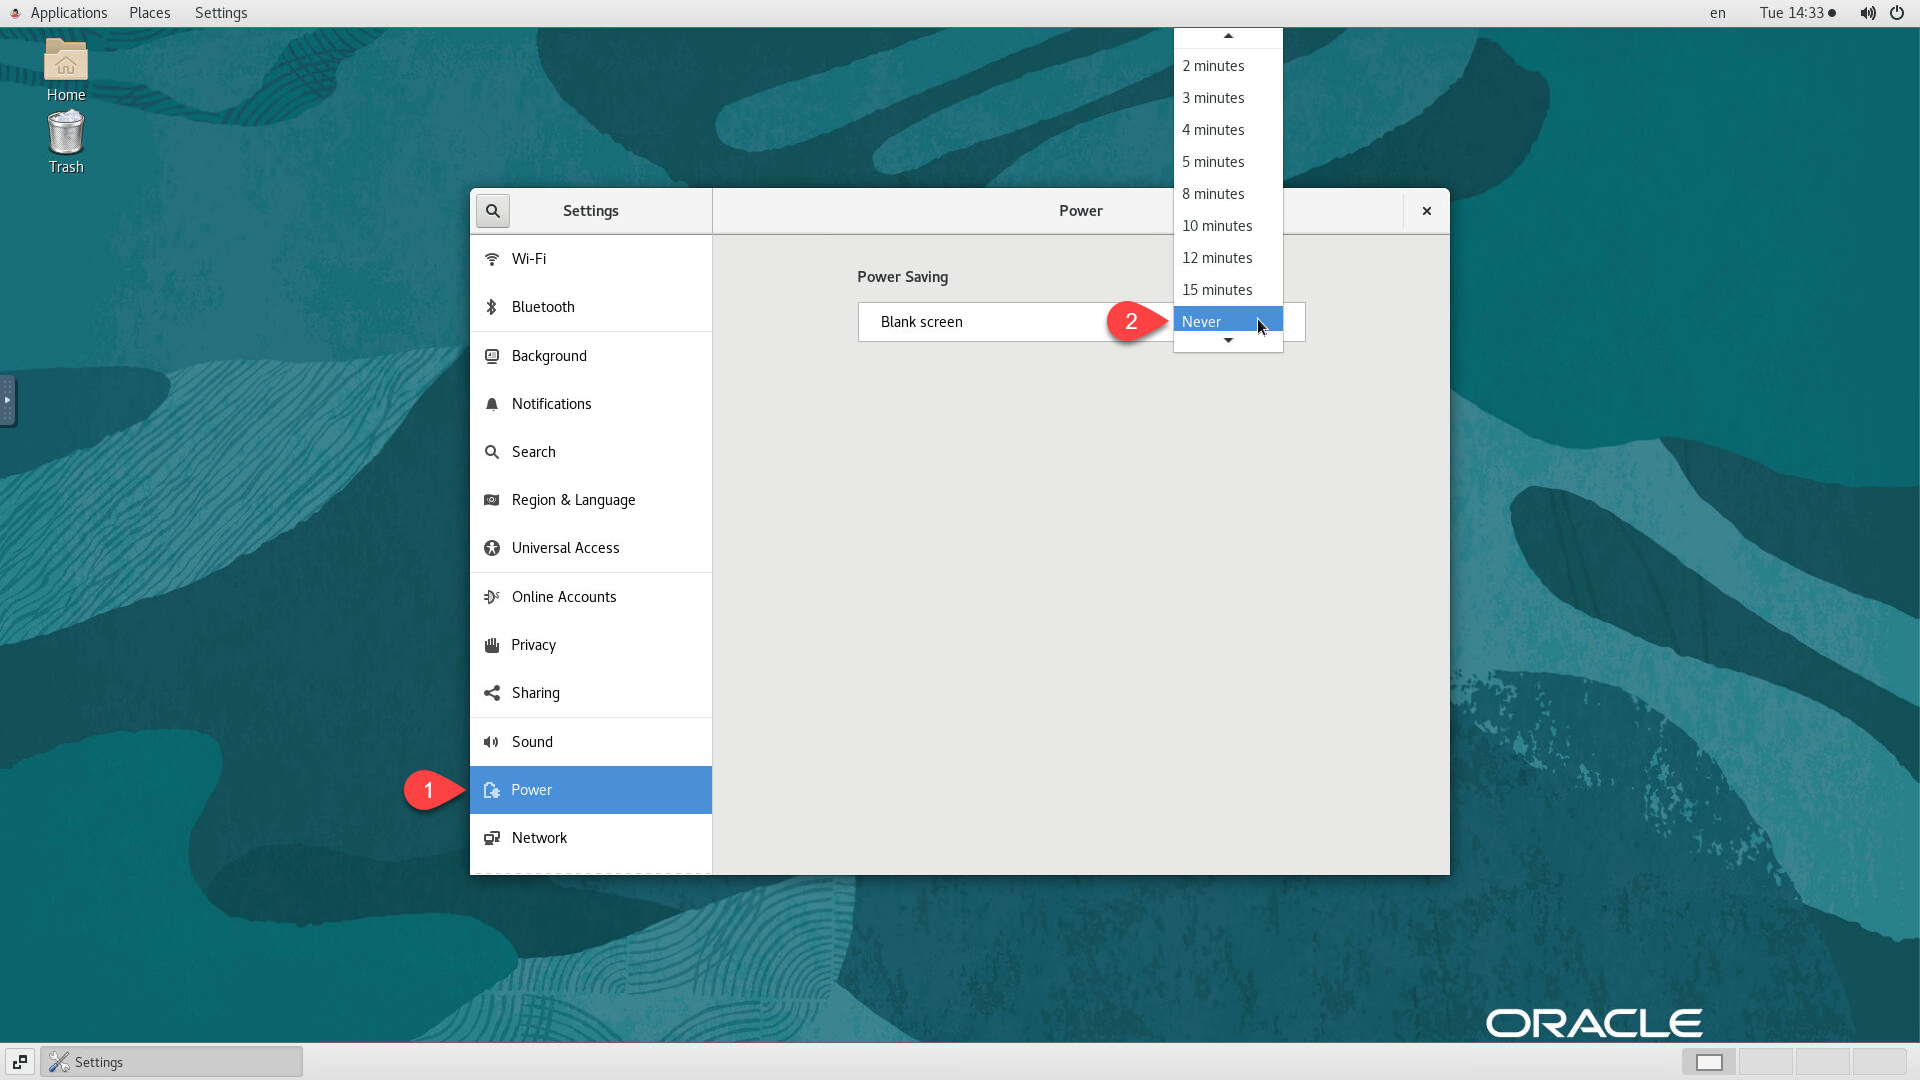 Applications Places Settings en Tue 14:33
Home
Trash
2 minutes
3 minutes
4 minutes
5 minutes
8 minutes
10 minutes
12 minutes
15 minutes
Never
Settings Power
Wi-Fi
Bluetooth
Background
Notifications
Search
Region & Language
Universal Access
Online Accounts
Privacy
Sharing
Sound
1 Power
Network
Power Saving
Blank screen 2
ORACLE
Settings